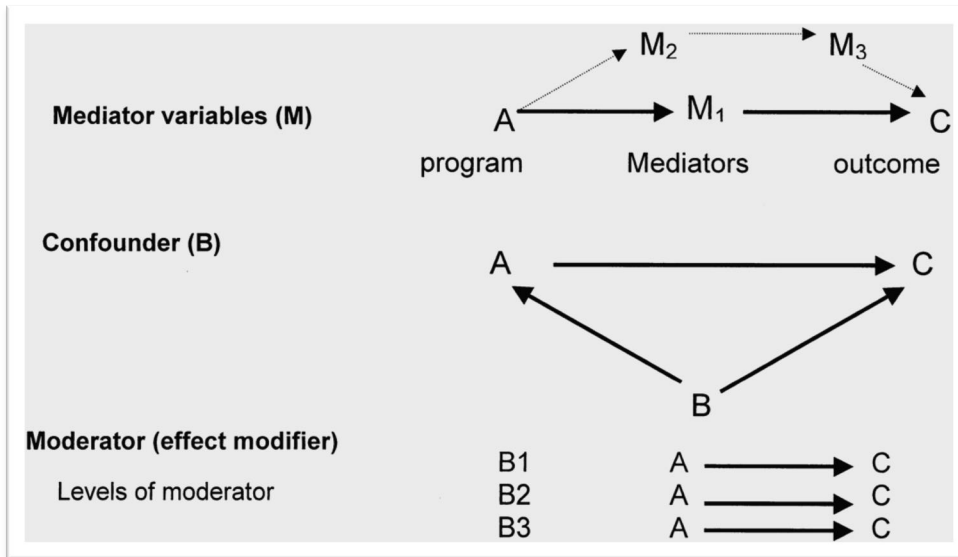 M₂ M₃
Mediator variables (M) A M₁ C
program Mediators outcome
Confounder (B)
A C
B
Moderator (effect modifier)
B1 A C
Levels of moderator B2 A C
B3 A C